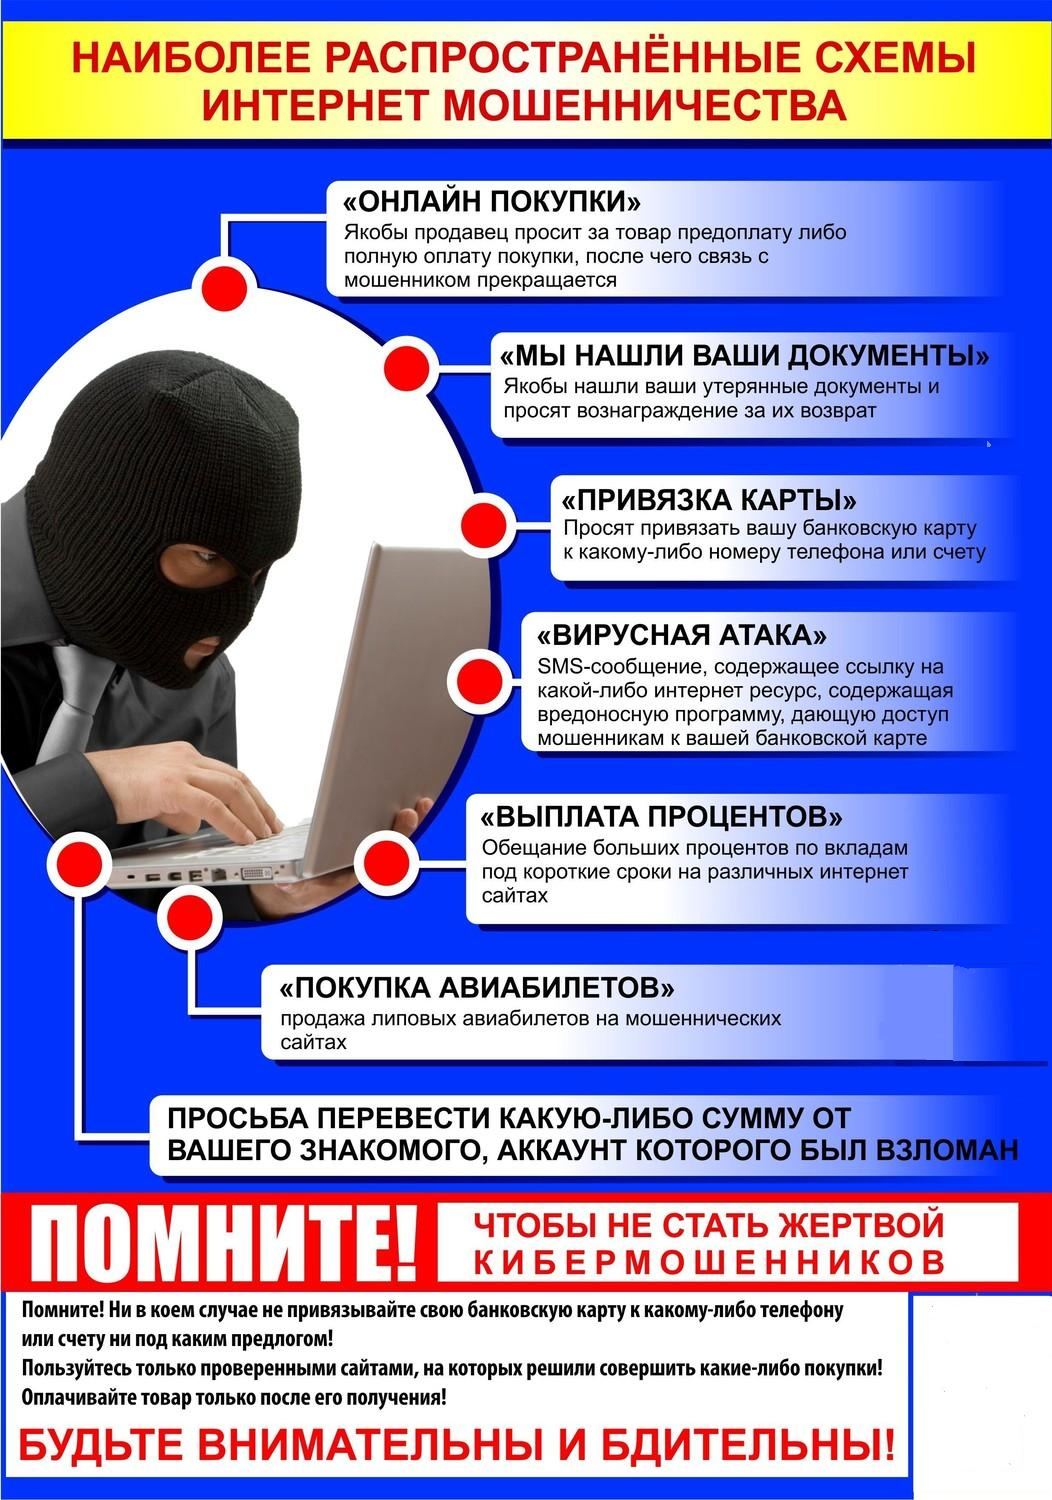 НАИБОЛЕЕ РАСПРОСТРАНЁННЫЕ СХЕМЫ
ИНТЕРНЕТ МОШЕННИЧЕСТВА
«ОНЛАЙН ПОКУПКИ»
Якобы продавец просит за товар предоплату либо
полную оплату покупки, после чего связь с
мошенником прекращается
«МЫ НАШЛИ ВАШИ ДОКУМЕНТЫ»
Якобы нашли ваши утерянные документы и
просят вознаграждение за их возврат
«ПРИВЯЗКА КАРТЫ»
Просят привязать вашу банковскую карту
к какому-либо номеру телефона или счету
«ВИРУСНАЯ АТАКА»
SMS-сообщение, содержащее ссылку на
какой-либо интернет ресурс, содержащая
вредоносную программу, дающую доступ
мошенникам к вашей банковской карте
«ВЫПЛАТА ПРОЦЕНТОВ»
Обещание больших процентов по вкладам
под короткие сроки на различных интернет
сайтах
«ПОКУПКА АВИАБИЛЕТОВ»
продажа липовых авиабилетов на мошеннических
сайтах
ПРОСЬБА ПЕРЕВЕСТИ КАКУЮ-ЛИБО СУММУ ОТ
ВАШЕГО ЗНАКОМОГО, АККАУНТ КОТОРОГО БЫЛ ВЗЛОМАН
ПОМНИТЕ!
ЧТОБЫ НЕ СТАТЬ ЖЕРТВОЙ
КИБЕРМОШЕННИКОВ
Помните! Ни в коем случае не привязывайте свою банковскую карту к какому-либо телефону
или счету ни под каким предлогом!
Пользуйтесь только проверенными сайтами, на которых решили совершить какие-либо покупки!
Оплачивайте товар только после его получения!
БУДЬТЕ ВНИМАТЕЛЬНЫ И БДИТЕЛЬНЫ!